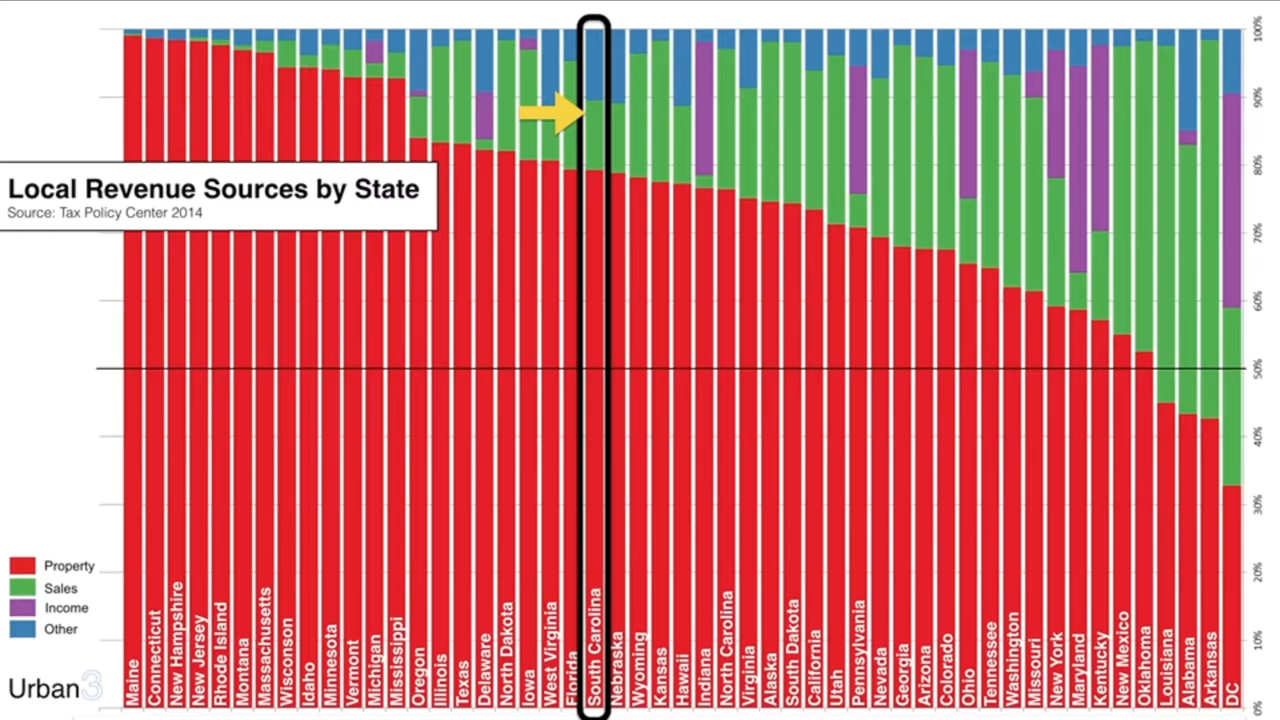 Local Revenue Sources by State
Source: Tax Policy Center 2014
100%
90%
80%
70%
60%
50%
40%
30%
20%
10%
0%
Property
Sales
Income
Other
Urban3
Maine
Connecticut
New Hampshire
New Jersey
Rhode Island
Montana
Massachusetts
Wisconson
Idaho
Minnesota
Vermont
Michigan
Mississippi
Oregon
Illinois
Texas
Delaware
North Dakota
Iowa
West Virginia
Florida
South Carolina
Nebraska
Wyoming
Kansas
Hawaii
Indiana
North Carolina
Virginia
Alaska
South Dakota
California
Utah
Pennsylvania
Nevada
Georgia
Arizona
Colorado
Ohio
Tennessee
Washington
Missouri
New York
Maryland
Kentucky
New Mexico
Oklahoma
Louisiana
Alabama
Arkansas
DC